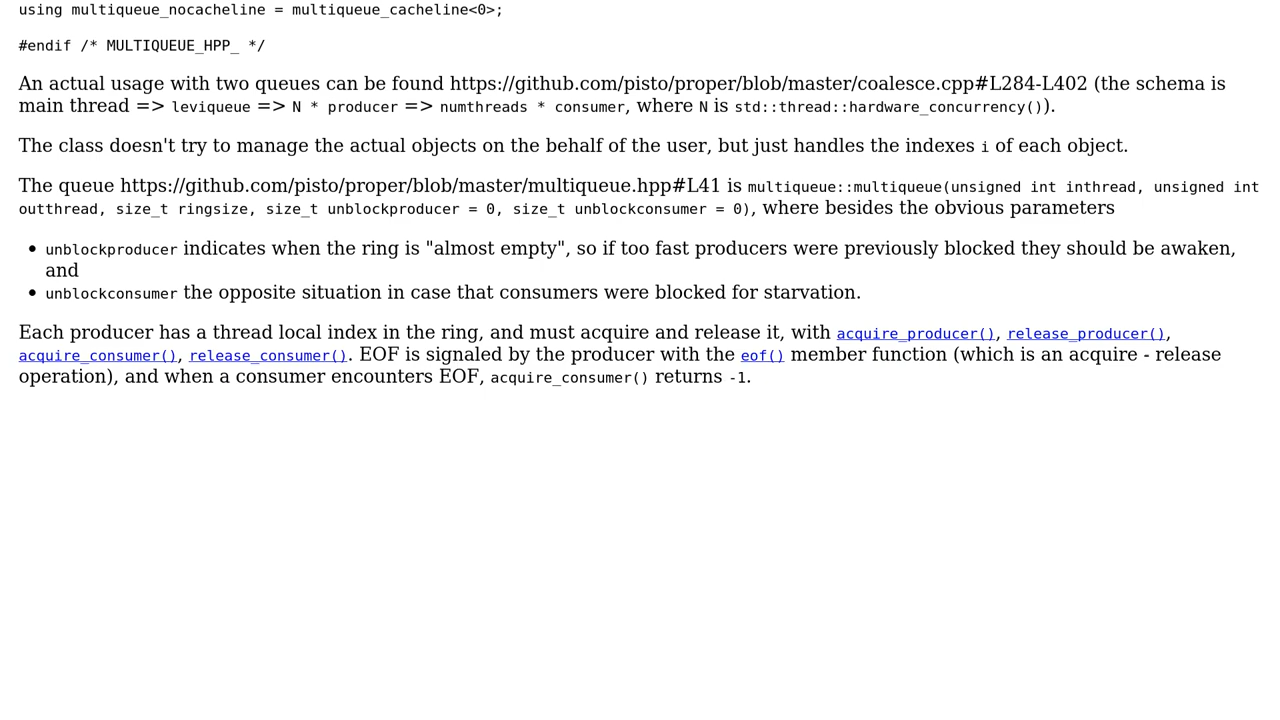 using multiqueue_nocacheline = multiqueue_cacheline<0>;
#endif /* MULTIQUEUE_HPP_ */
An actual usage with two queues can be found https://github.com/pisto/proper/blob/master/coalesce.cpp#L284-L402 (the schema is
main thread => leviqueue => N * producer => numthreads * consumer, where N is std::thread::hardware_concurrency()).
The class doesn't try to manage the actual objects on the behalf of the user, but just handles the indexes i of each object.
The queue https://github.com/pisto/proper/blob/master/multiqueue.hpp#L41 is multiqueue::multiqueue(unsigned int inthread, unsigned int
outthread, size_t ringsize, size_t unblockproducer = 0, size_t unblockconsumer = 0), where besides the obvious parameters
• unblockproducer indicates when the ring is "almost empty", so if too fast producers were previously blocked they should be awaken,
and
• unblockconsumer the opposite situation in case that consumers were blocked for starvation.
Each producer has a thread local index in the ring, and must acquire and release it, with acquire_producer(), release_producer(),
acquire_consumer(), release_consumer(). EOF is signaled by the producer with the eof() member function (which is an acquire - release
operation), and when a consumer encounters EOF, acquire_consumer() returns -1.